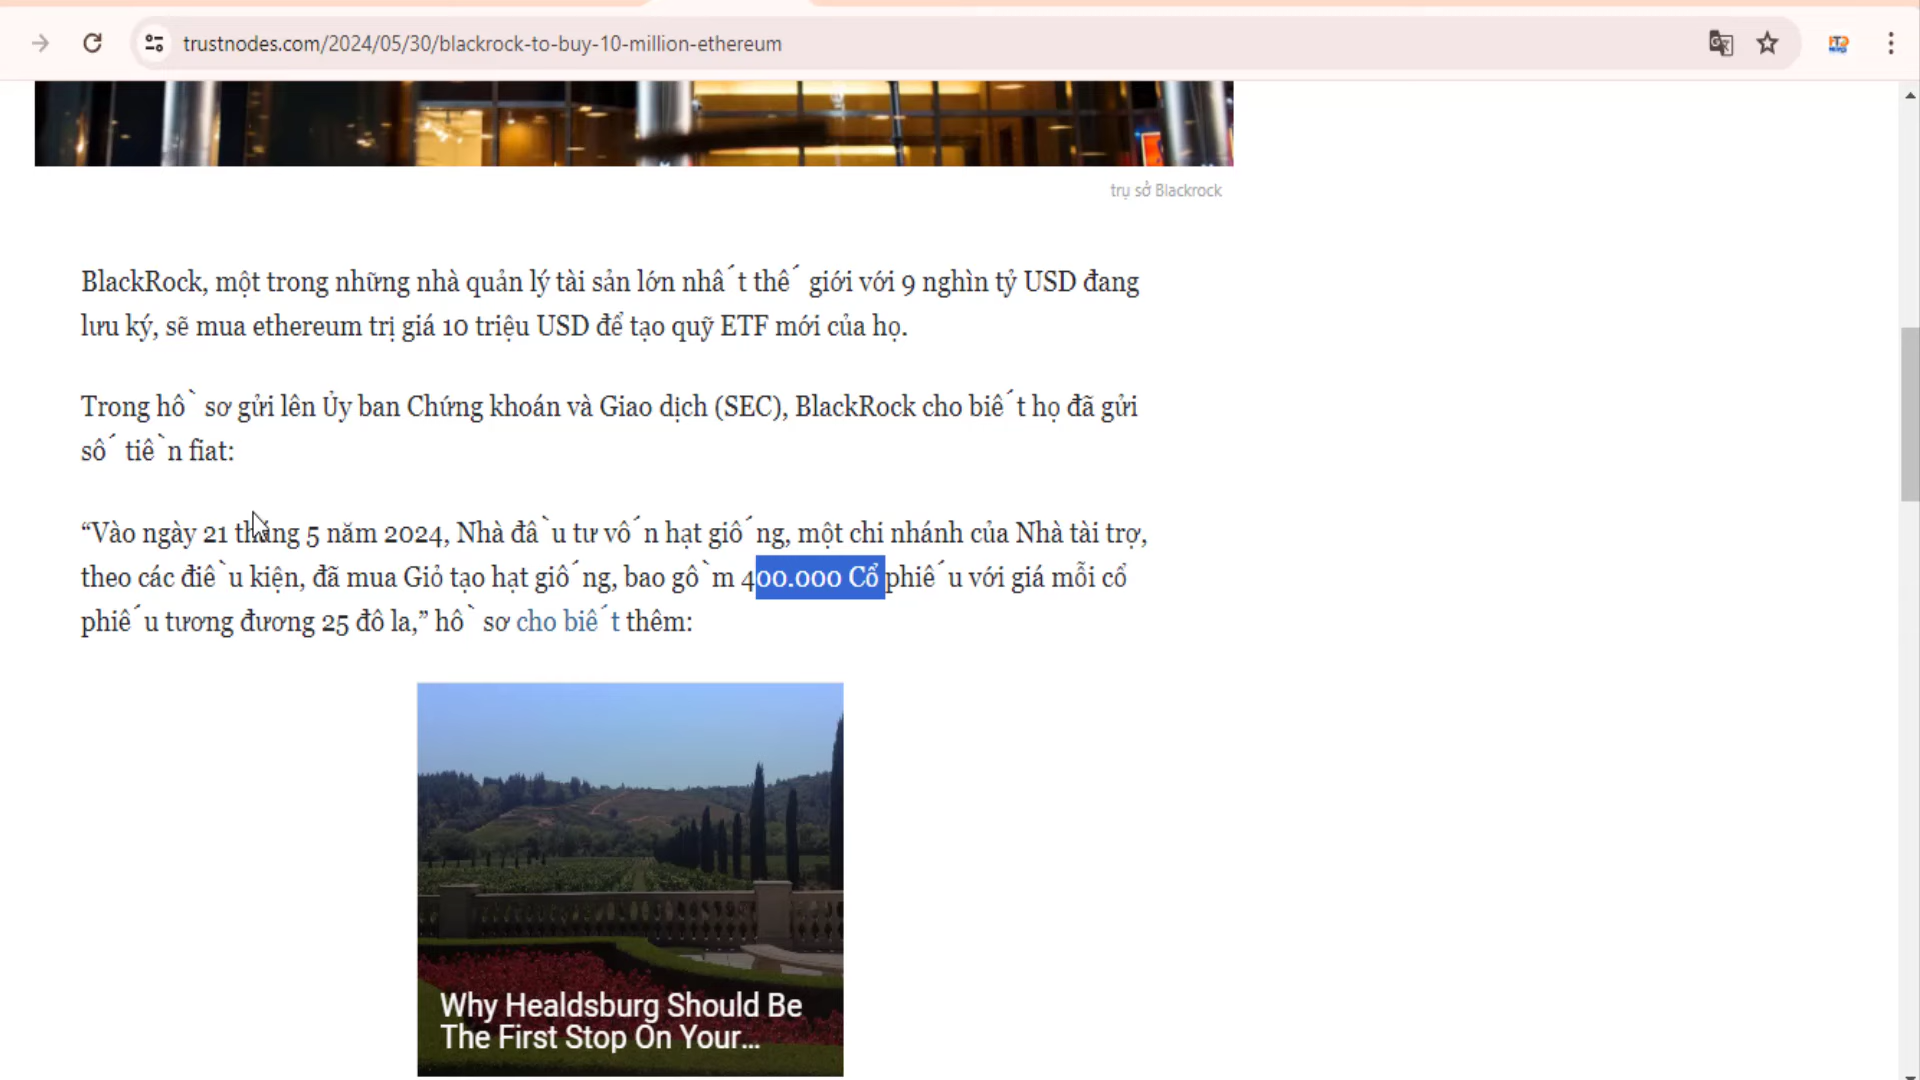 trustnodes.com/2024/05/30/blackrock-to-buy-10-million-ethereum
trụ sở Blackrock
BlackRock, một trong những nhà quản lý tài sản lớn nhất thế giới với 9 nghìn tỷ USD đang
lưu ký, sẽ mua ethereum trị giá 10 triệu USD để tạo quỹ ETF mới của họ.
Trong hồ sơ gửi lên Ủy ban Chứng khoán và Giao dịch (SEC), BlackRock cho biết họ đã gửi
số tiền fiat:
“Vào ngày 21 tháng 5 năm 2024, Nhà đầu tư vốn hạt giống, một chi nhánh của Nhà tài trợ,
theo các điều kiện, đã mua Giỏ tạo hạt giống, bao gồm 400.000 Cổ phiếu với giá mỗi cổ
phiếu tương đương 25 đô la,” hồ sơ cho biết thêm:
Why Healdsburg Should Be
The First Stop On Your...